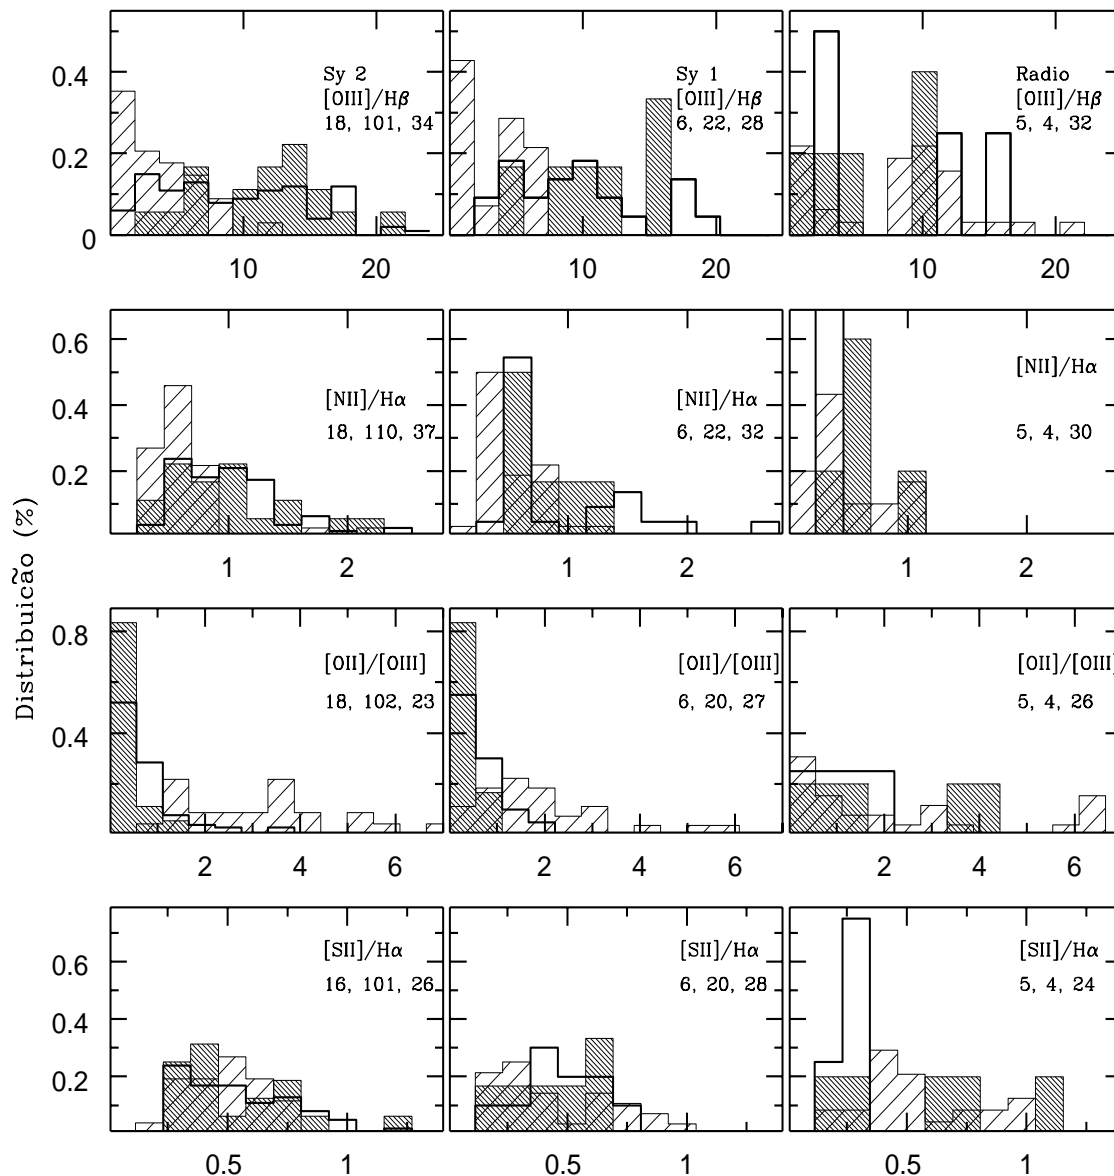 Distribuicão (%)
Sy 2
[OIII]/Hβ
18, 101, 34
Sy 1
[OIII]/Hβ
6, 22, 28
Radio
[OIII]/Hβ
5, 4, 32
0.4
0.2
0
10 20
10 20
10 20
[NII]/Hα
18, 110, 37
[NII]/Hα
6, 22, 32
[NII]/Hα
5, 4, 30
0.6
0.4
0.2
1 2
1 2
1 2
[OII]/[OIII]
18, 102, 23
[OII]/[OIII]
6, 20, 27
[OII]/[OIII]
5, 4, 26
0.8
0.4
2 4 6
2 4 6
2 4 6
[SII]/Hα
16, 101, 26
[SII]/Hα
6, 20, 28
[SII]/Hα
5, 4, 24
0.6
0.4
0.2
0.5 1
0.5 1
0.5 1